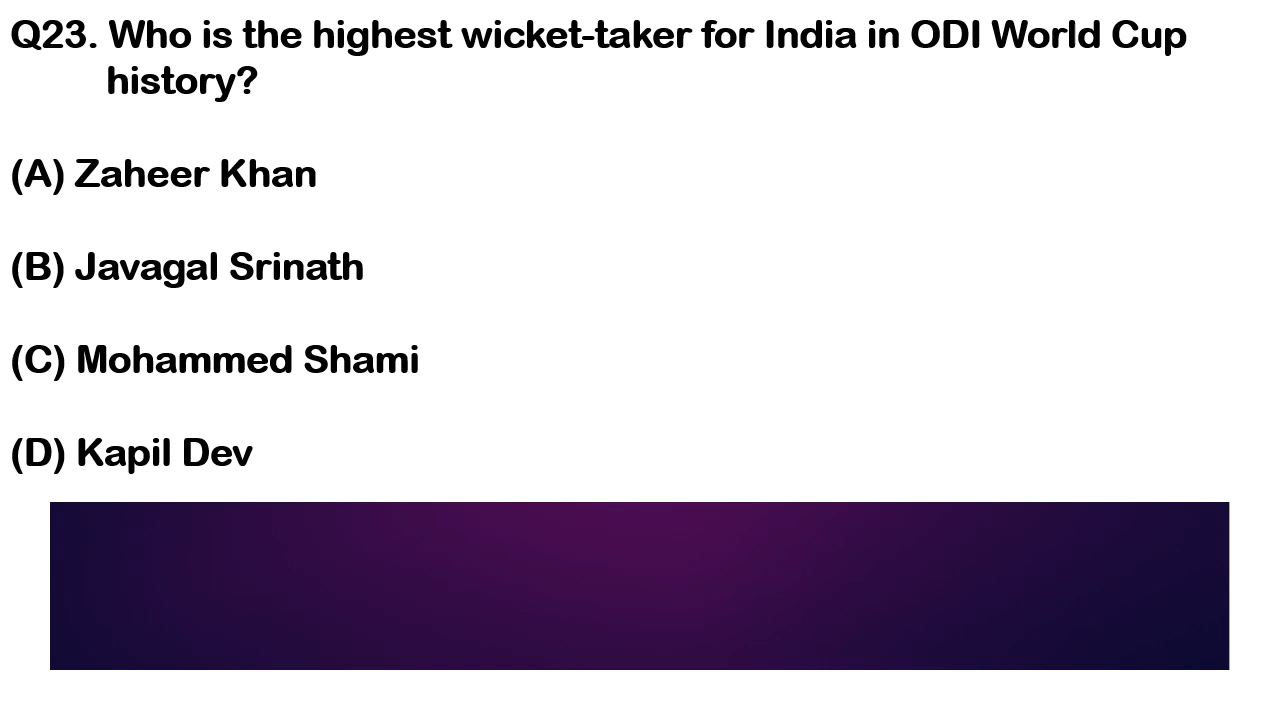 Q23. Who is the highest wicket-taker for India in ODI World Cup
history?
(A) Zaheer Khan
(B) Javagal Srinath
(C) Mohammed Shami
(D) Kapil Dev